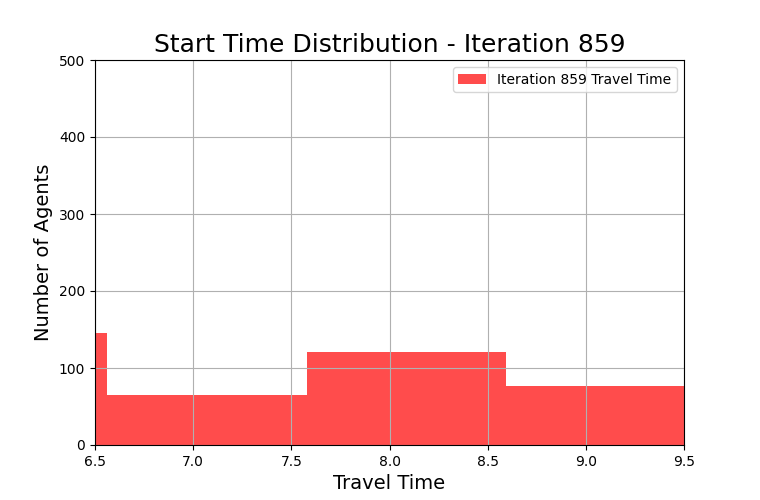 Start Time Distribution - Iteration 859
Iteration 859 Travel Time
Number of Agents
500
400
300
200
100
0
6.5 7.0 7.5 8.0 8.5 9.0 9.5
Travel Time